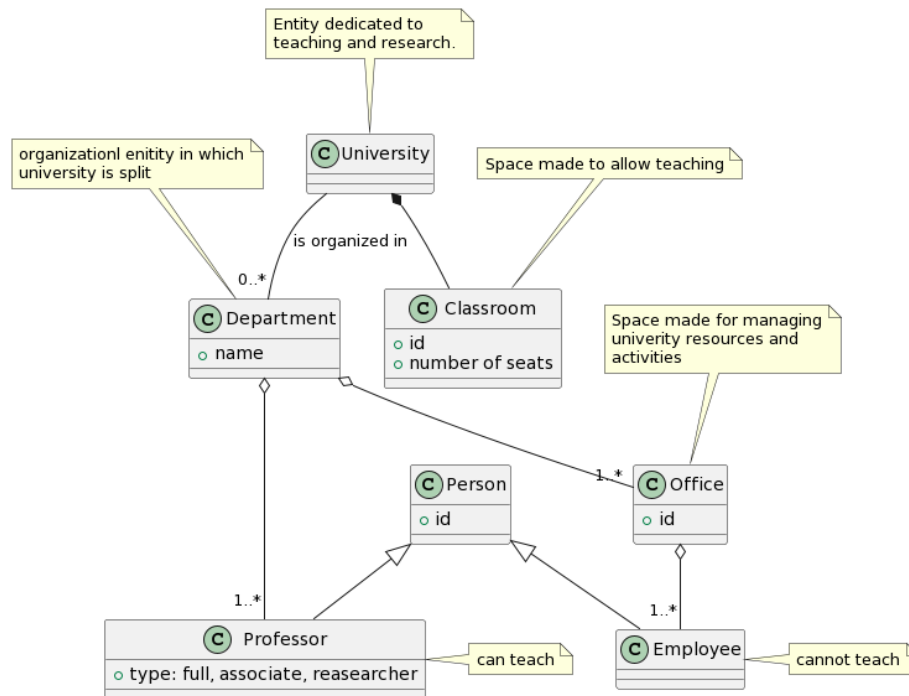 Entity dedicated to
teaching and research.
C University
organizationl enitity in which
university is split
Space made to allow teaching
is organized in
0..*
C Department
name
C Classroom
id
number of seats
Space made for managing
univerity resources and
activities
1..*
C Person
id
C Office
id
1..*
1..*
C Professor
type: full, associate, reasearcher
can teach
C Employee
cannot teach